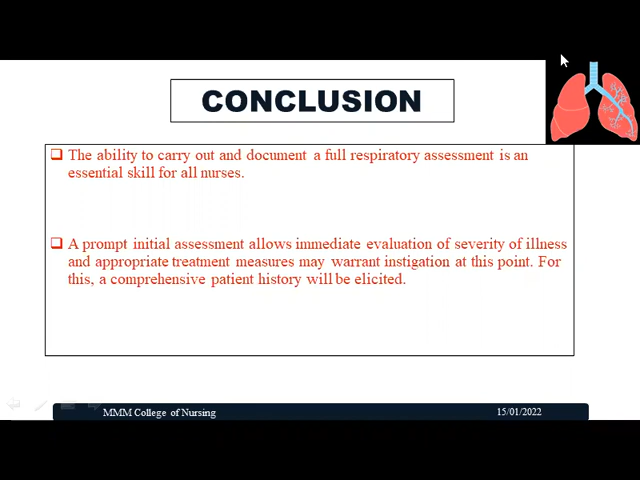 CONCLUSION
The ability to carry out and document a full respiratory assessment is an
essential skill for all nurses.
A prompt initial assessment allows immediate evaluation of severity of illness
and appropriate treatment measures may warrant instigation at this point. For
this, a comprehensive patient history will be elicited.
MMM College of Nursing
15/01/2022